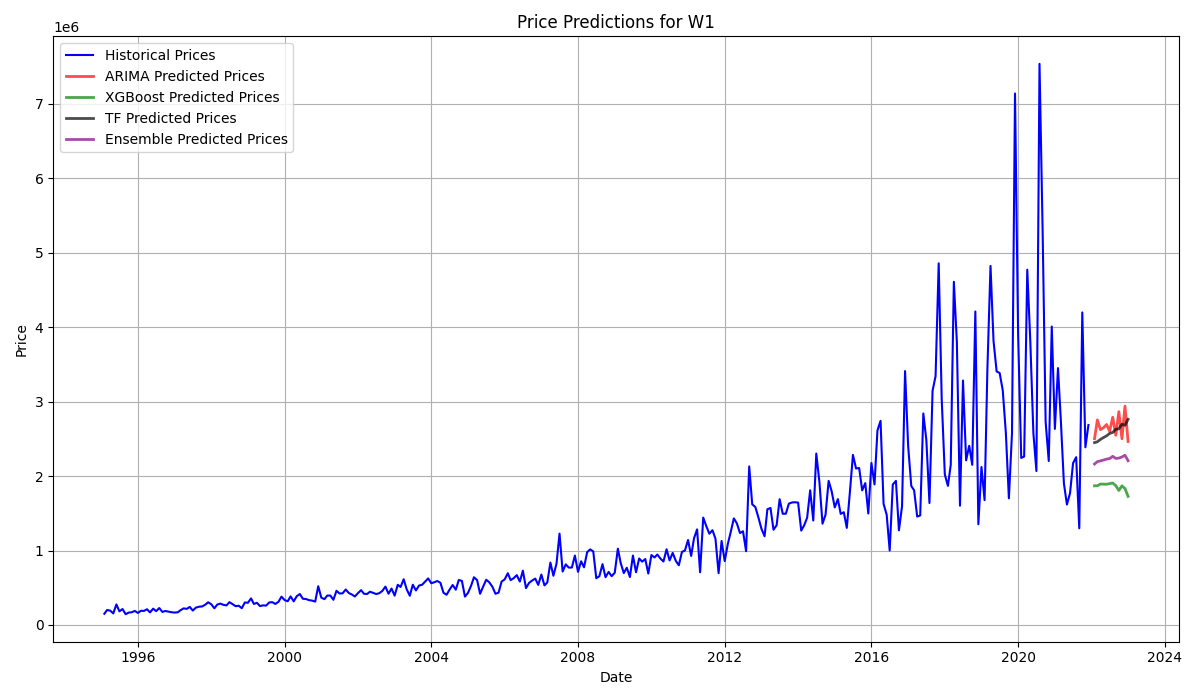 Price Predictions for W1
1e6
Historical Prices
ARIMA Predicted Prices
XGBoost Predicted Prices
TF Predicted Prices
Ensemble Predicted Prices
7
6
5
4
3
2
1
0
Price
1996 2000 2004 2008 2012 2016 2020 2024
Date